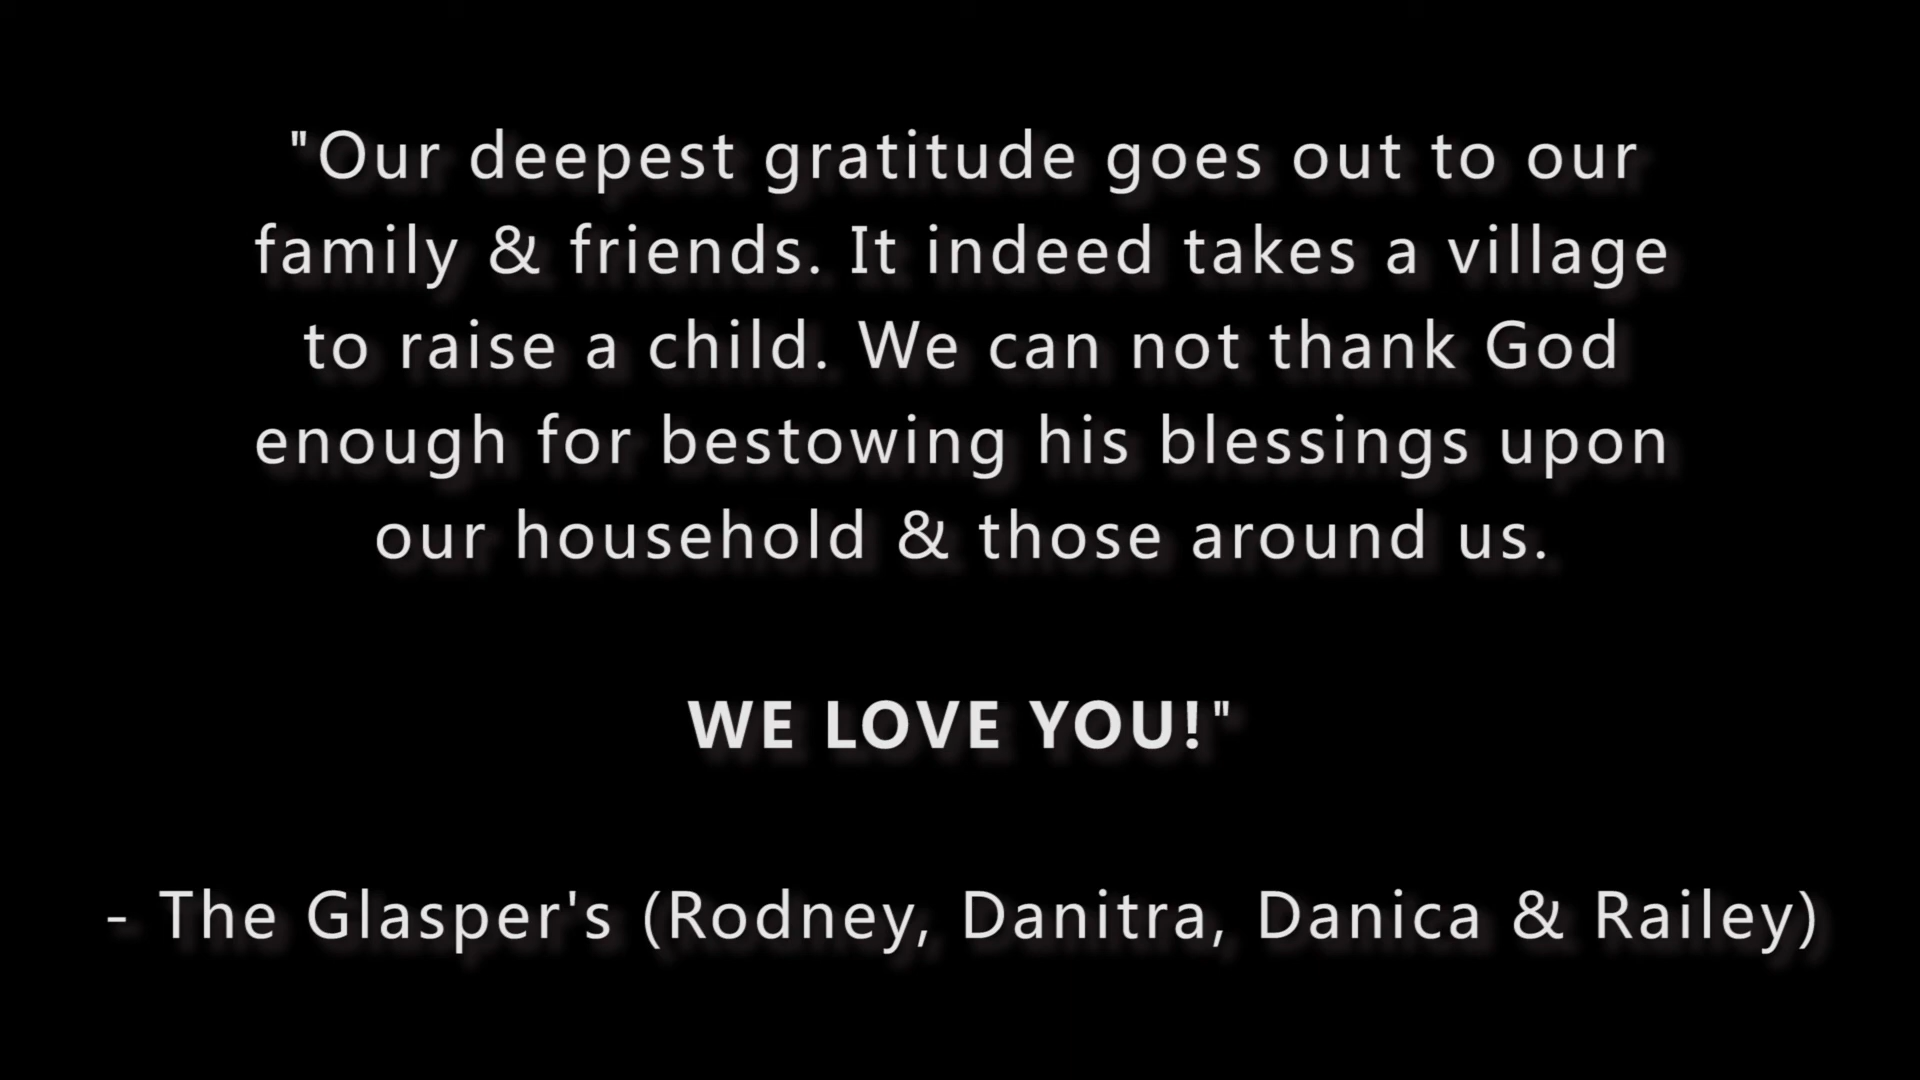 "Our deepest gratitude goes out to our
family & friends. It indeed takes a village
to raise a child. We can not thank God
enough for bestowing his blessings upon
our household & those around us.
WE LOVE YOU!"
- The Glasper's (Rodney, Danitra, Danica & Railey)